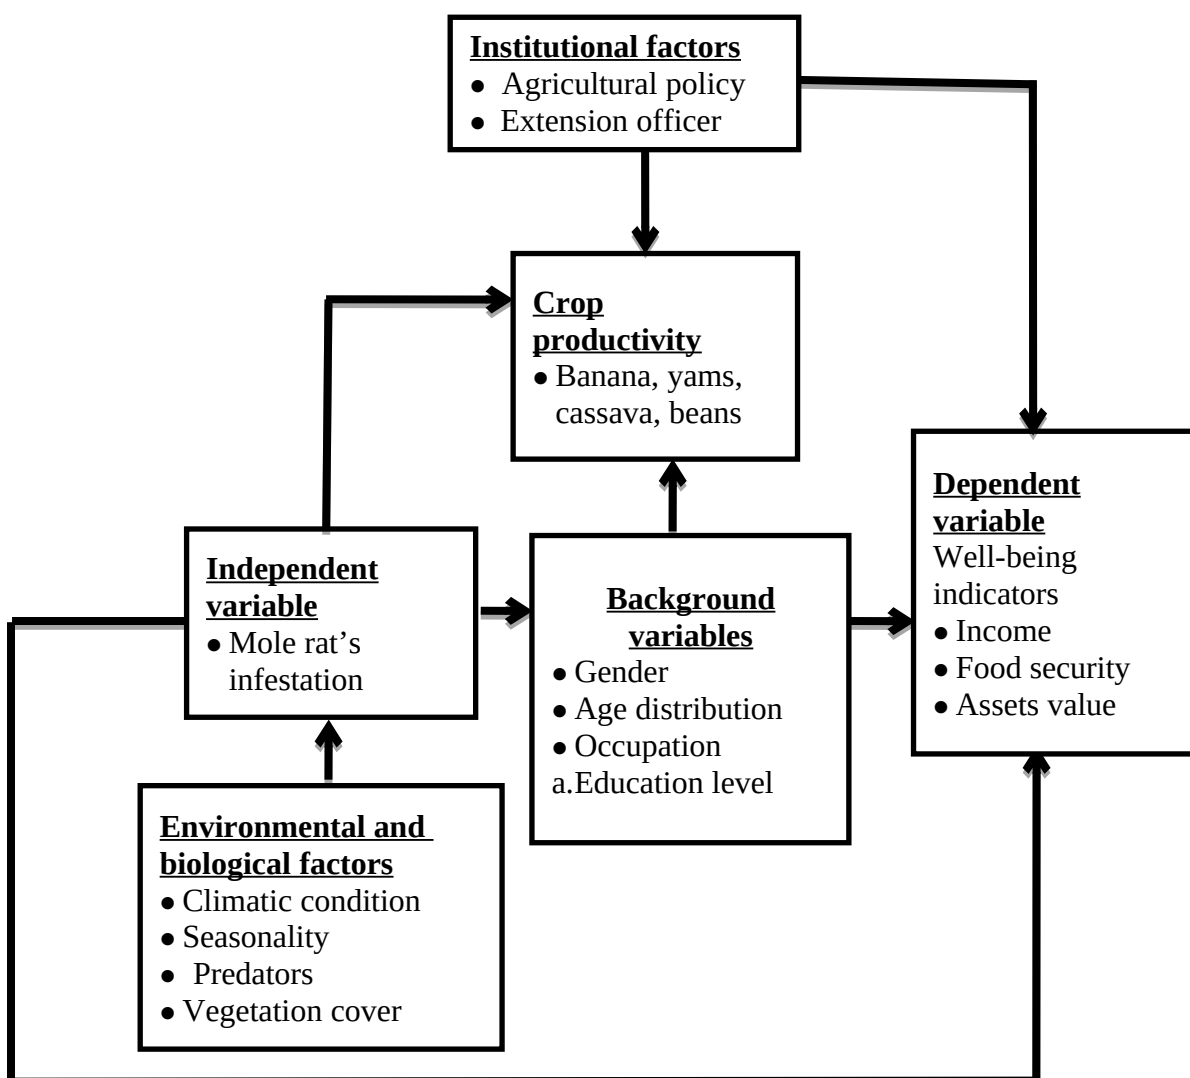 Institutional factors
● Agricultural policy
● Extension officer
Crop
productivity
● Banana, yams,
cassava, beans
Independent
variable
● Mole rat’s
infestation
Background
variables
● Gender
● Age distribution
● Occupation
a.Education level
Dependent
variable
Well-being
indicators
● Income
● Food security
● Assets value
Environmental and
biological factors
● Climatic condition
● Seasonality
● Predators
● Vegetation cover